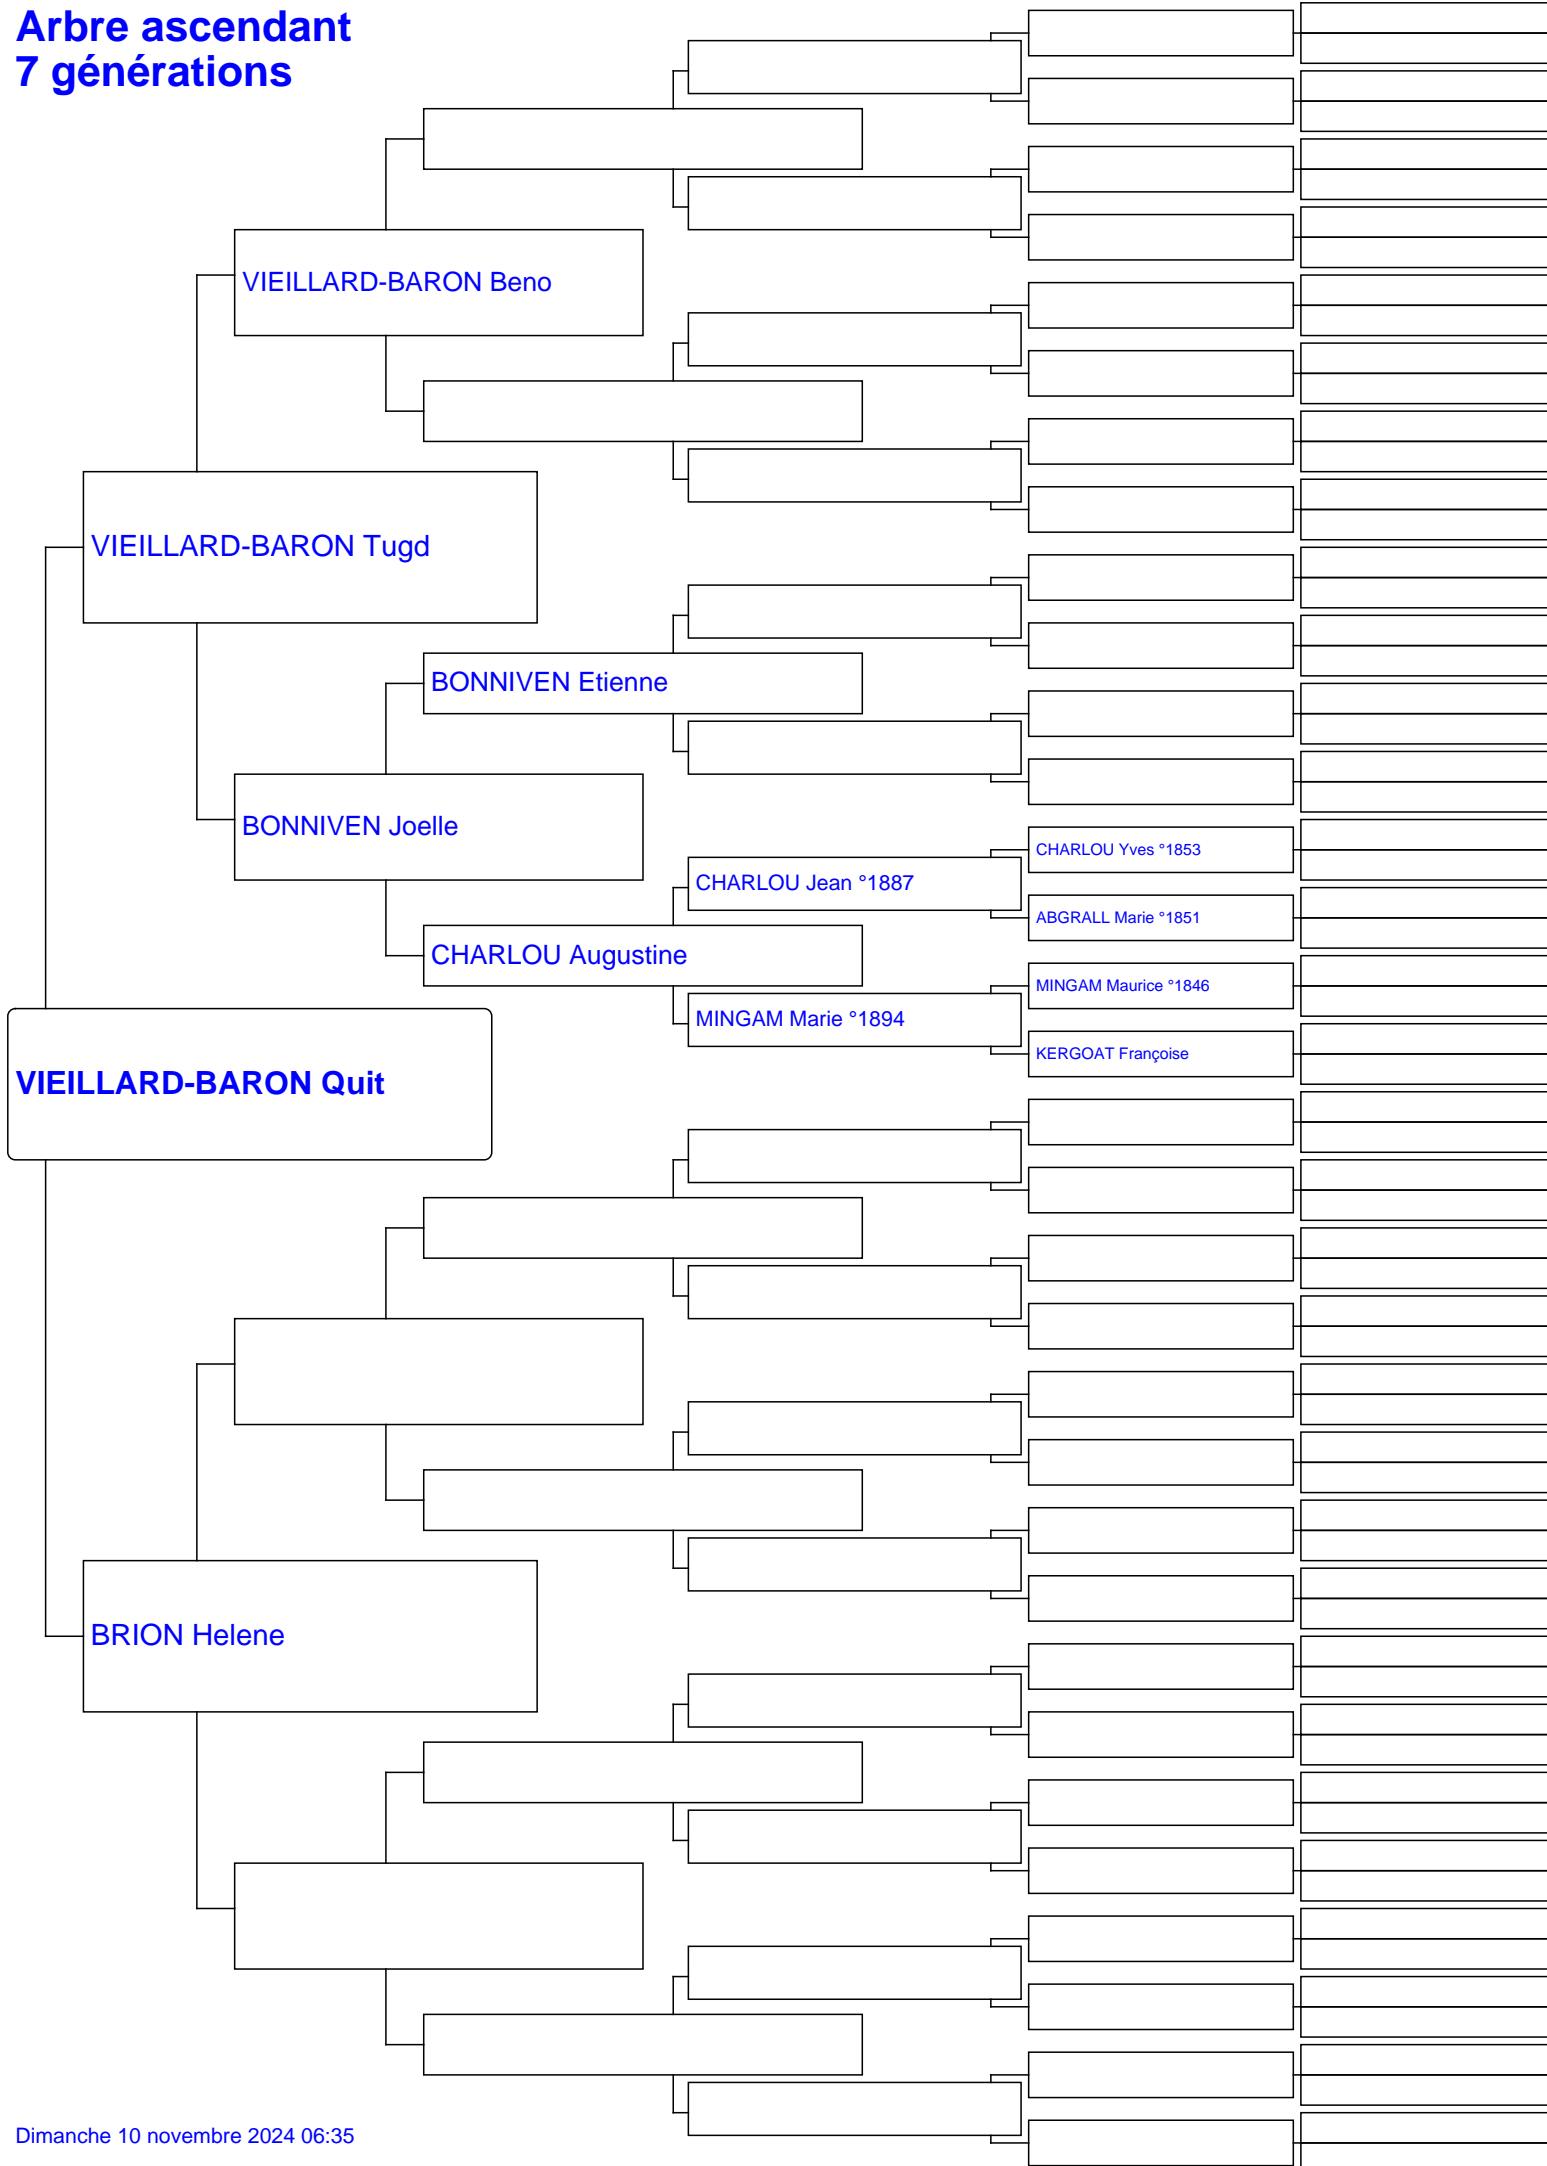 Arbre ascendant
7 générations
VIEILLARD-BARON Beno
VIEILLARD-BARON Tugd
BONNIVEN Etienne
BONNIVEN Joelle
CHARLOU Yves °1853
CHARLOU Jean °1887
ABGRALL Marie °1851
CHARLOU Augustine
MINGAM Maurice °1846
MINGAM Marie °1894
KERGOAT Françoise
VIEILLARD-BARON Quit
BRION Helene
Dimanche 10 novembre 2024 06:35